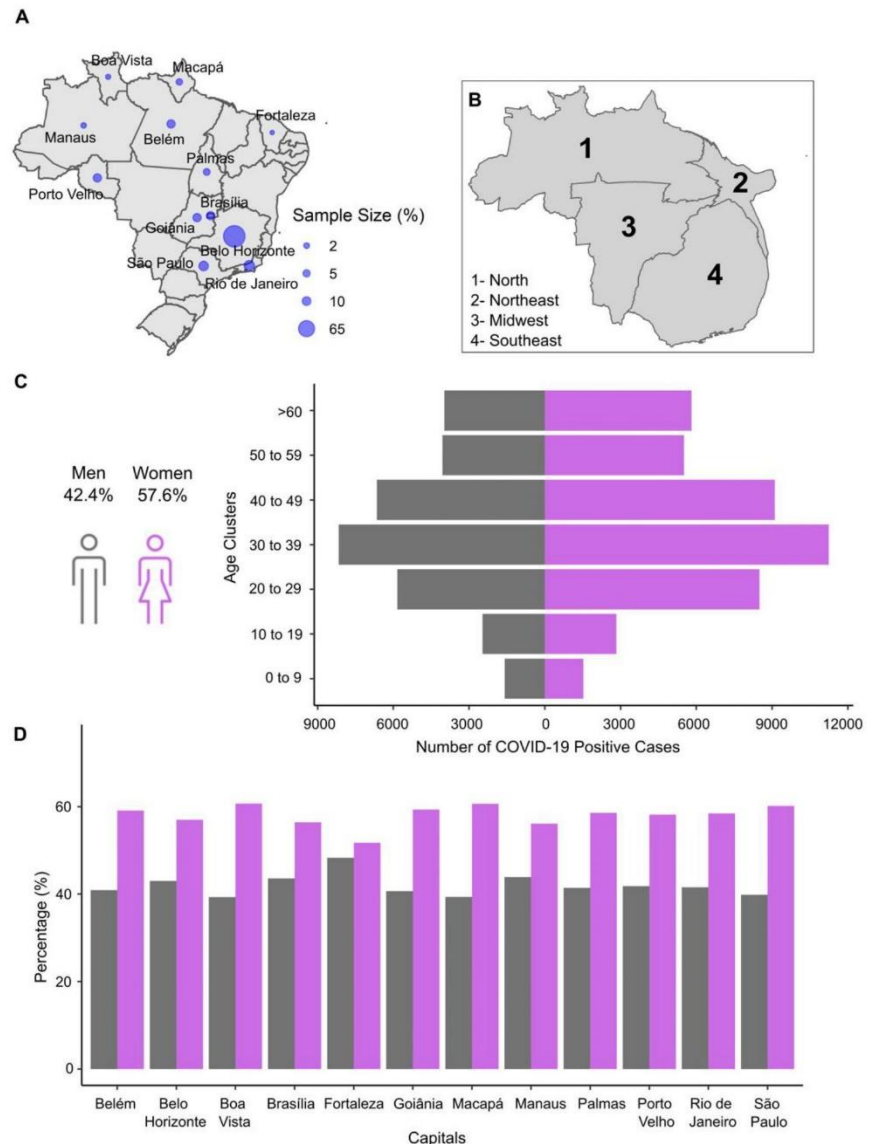 A
Boa Vista
Macapá
Fortaleza
Manaus
Belém
Palmas
Porto Velho
Brasília
Goiânia
Belo Horizonte
São Paulo
Rio de Janeiro
Sample Size (%)
2
5
10
65
B
1
2
3
4
1- North
2- Northeast
3- Midwest
4- Southeast
C
Men
42.4%
Women
57.6%
Age Clusters
>60
50 to 59
40 to 49
30 to 39
20 to 29
10 to 19
0 to 9
9000 6000 3000 0 3000 6000 9000 12000
Number of COVID-19 Positive Cases
D
Percentage (%)
60
40
20
0
Belém
Belo
Horizonte
Boa
Vista
Brasília
Fortaleza
Goiânia
Macapá
Manaus
Palmas
Porto
Velho
Rio de
Janeiro
São
Paulo
Capitals